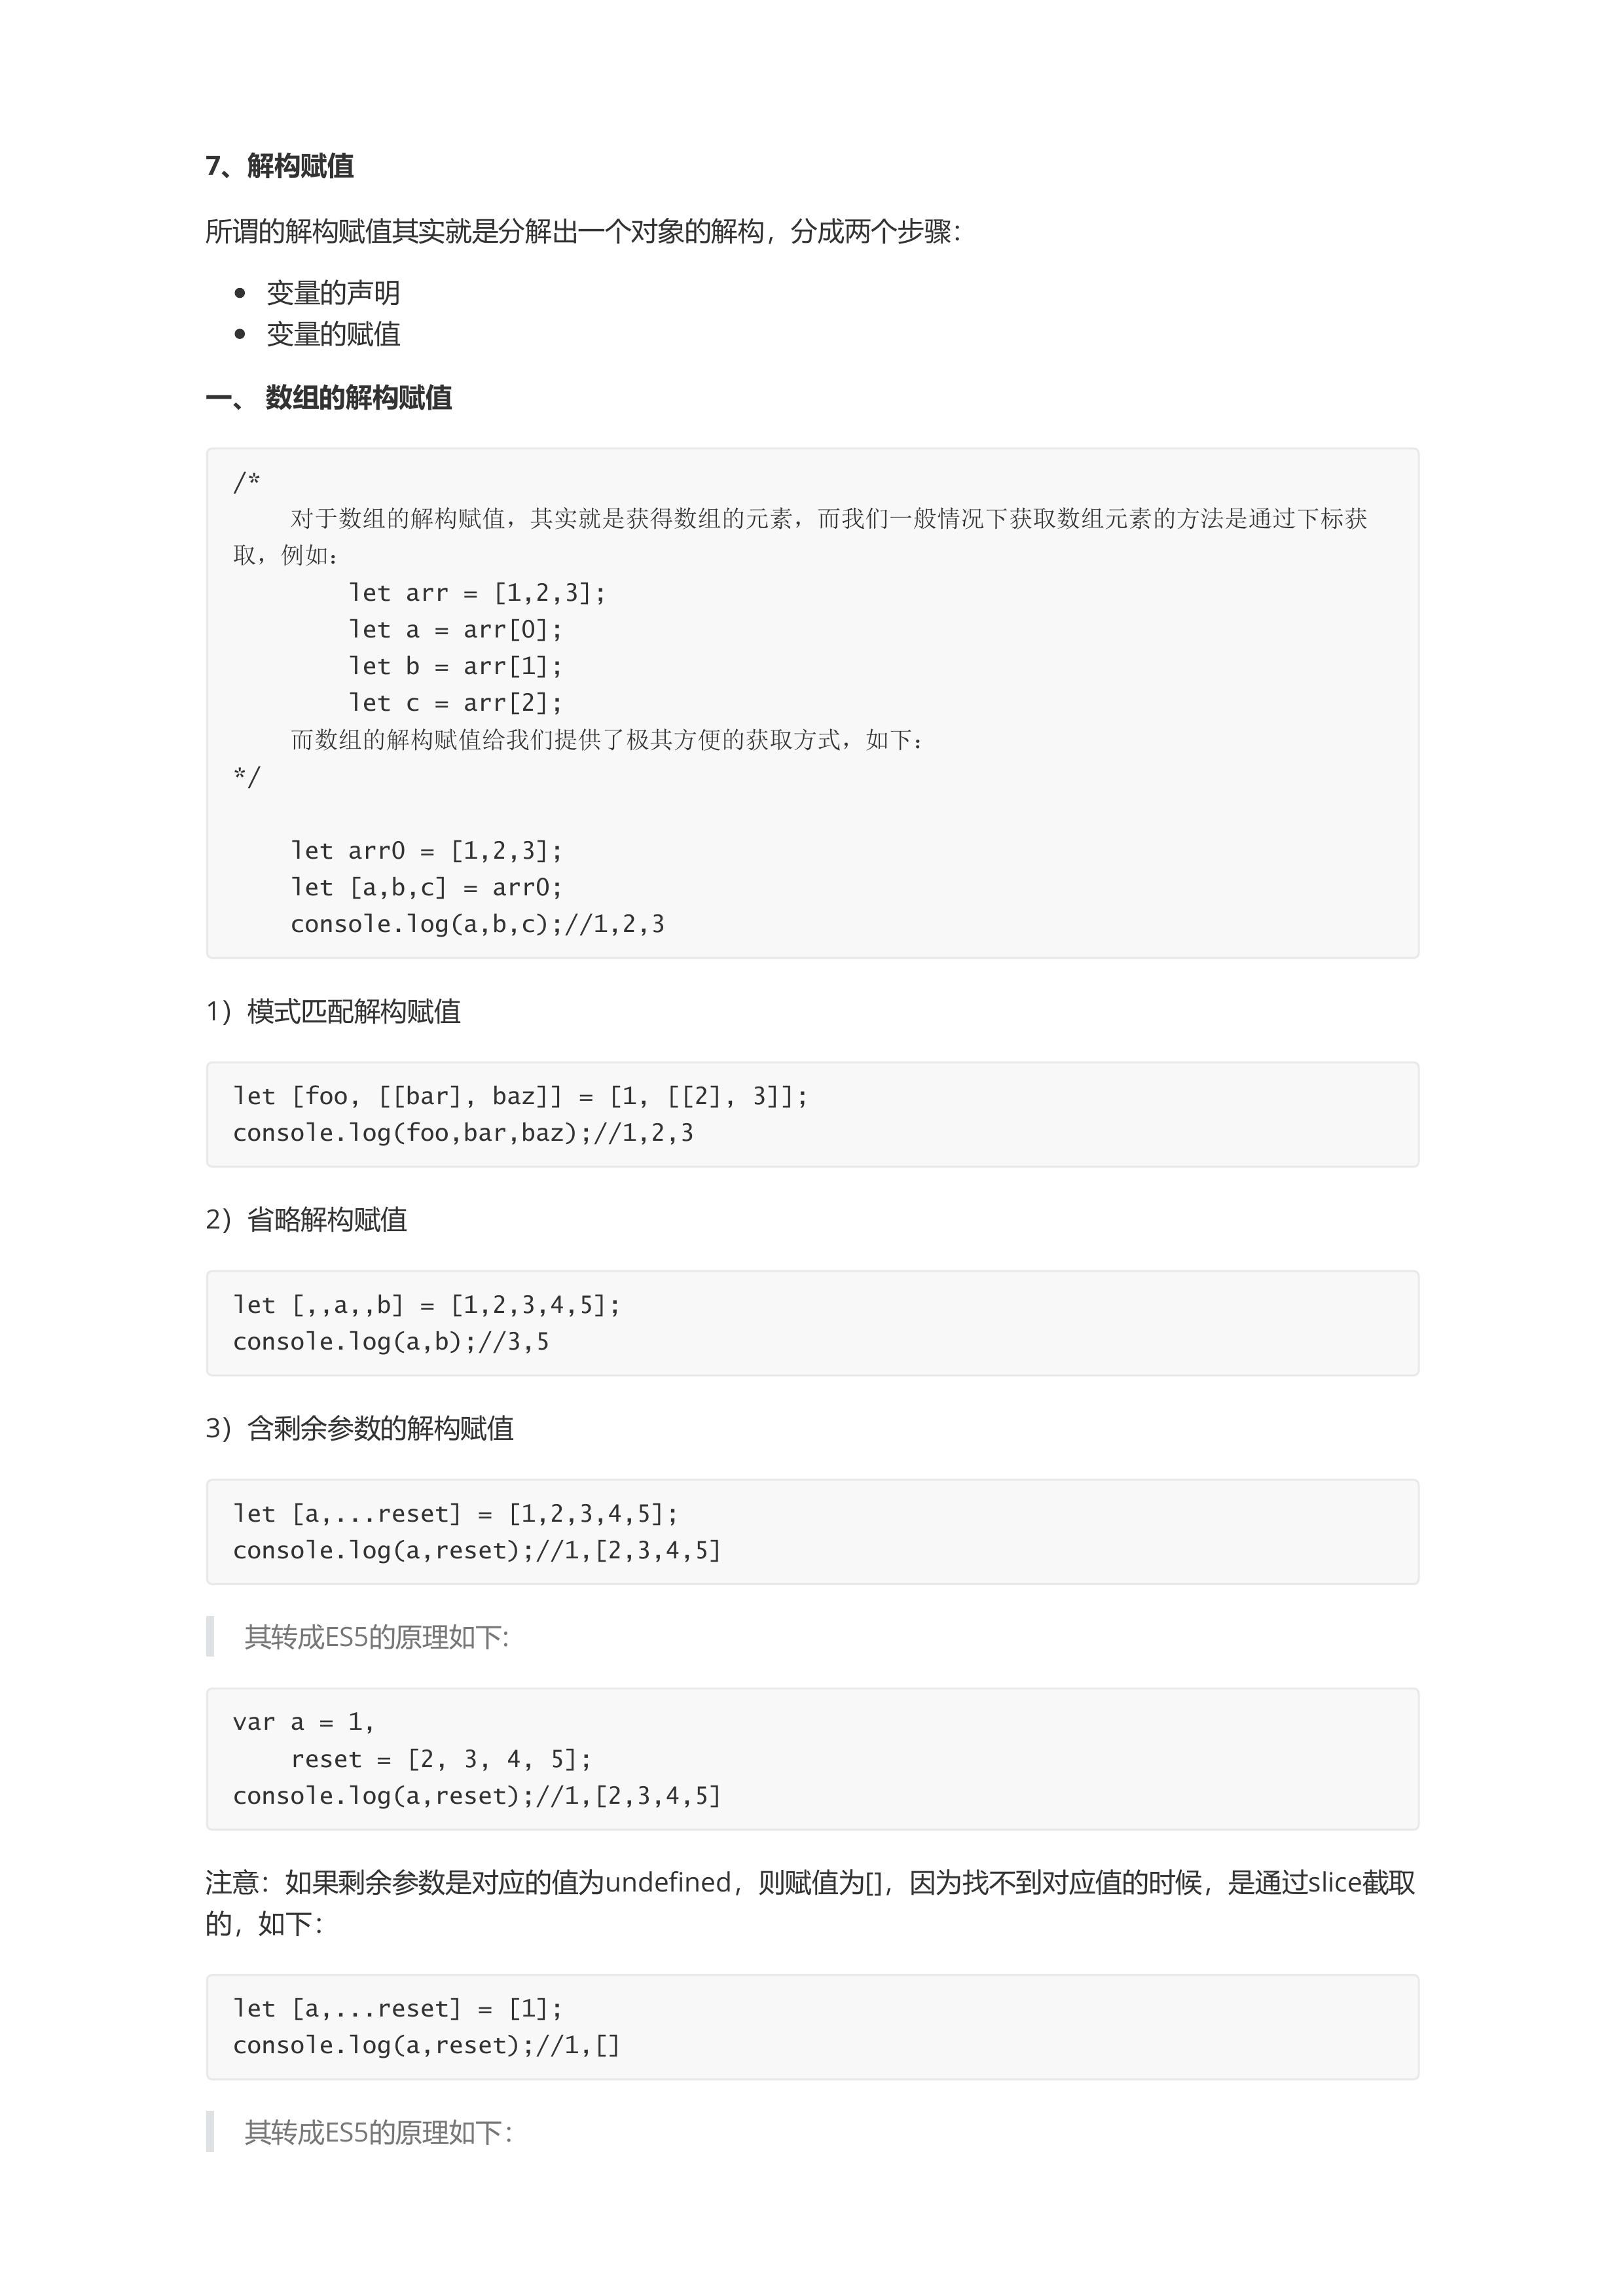 7、解构赋值
所谓的解构赋值其实就是分解出一个对象的解构，分成两个步骤：
• 变量的声明
• 变量的赋值
一、 数组的解构赋值
/*
    对于数组的解构赋值，其实就是获得数组的元素，而我们一般情况下获取数组元素的方法是通过下标获
取，例如：
        let arr = [1,2,3];
        let a = arr[0];
        let b = arr[1];
        let c = arr[2];
    而数组的解构赋值给我们提供了极其方便的获取方式，如下：
*/
    let arr0 = [1,2,3];
    let [a,b,c] = arr0;
    console.log(a,b,c);//1,2,3
1）模式匹配解构赋值
let [foo, [[bar], baz]] = [1, [[2], 3]];
console.log(foo,bar,baz);//1,2,3
2）省略解构赋值
let [,,a,,b] = [1,2,3,4,5];
console.log(a,b);//3,5
3）含剩余参数的解构赋值
let [a,...reset] = [1,2,3,4,5];
console.log(a,reset);//1,[2,3,4,5]
其转成ES5的原理如下:
var a = 1,
    reset = [2, 3, 4, 5];
console.log(a,reset);//1,[2,3,4,5]
注意：如果剩余参数是对应的值为undefined，则赋值为[]，因为找不到对应值的时候，是通过slice截取
的，如下：
let [a,...reset] = [1];
console.log(a,reset);//1,[]
其转成ES5的原理如下：